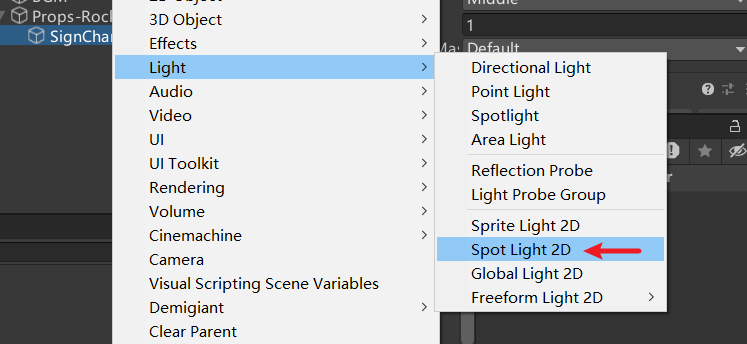 Props-Rock
SignChar
3D Object
Effects
Light
Audio
Video
UI
UI Toolkit
Rendering
Volume
Cinemachine
Camera
Visual Scripting Scene Variables
Demigiant
Clear Parent
Directional Light
Point Light
Spotlight
Area Light
Reflection Probe
Light Probe Group
Sprite Light 2D
Spot Light 2D
Global Light 2D
Freeform Light 2D
Middle
1
Default